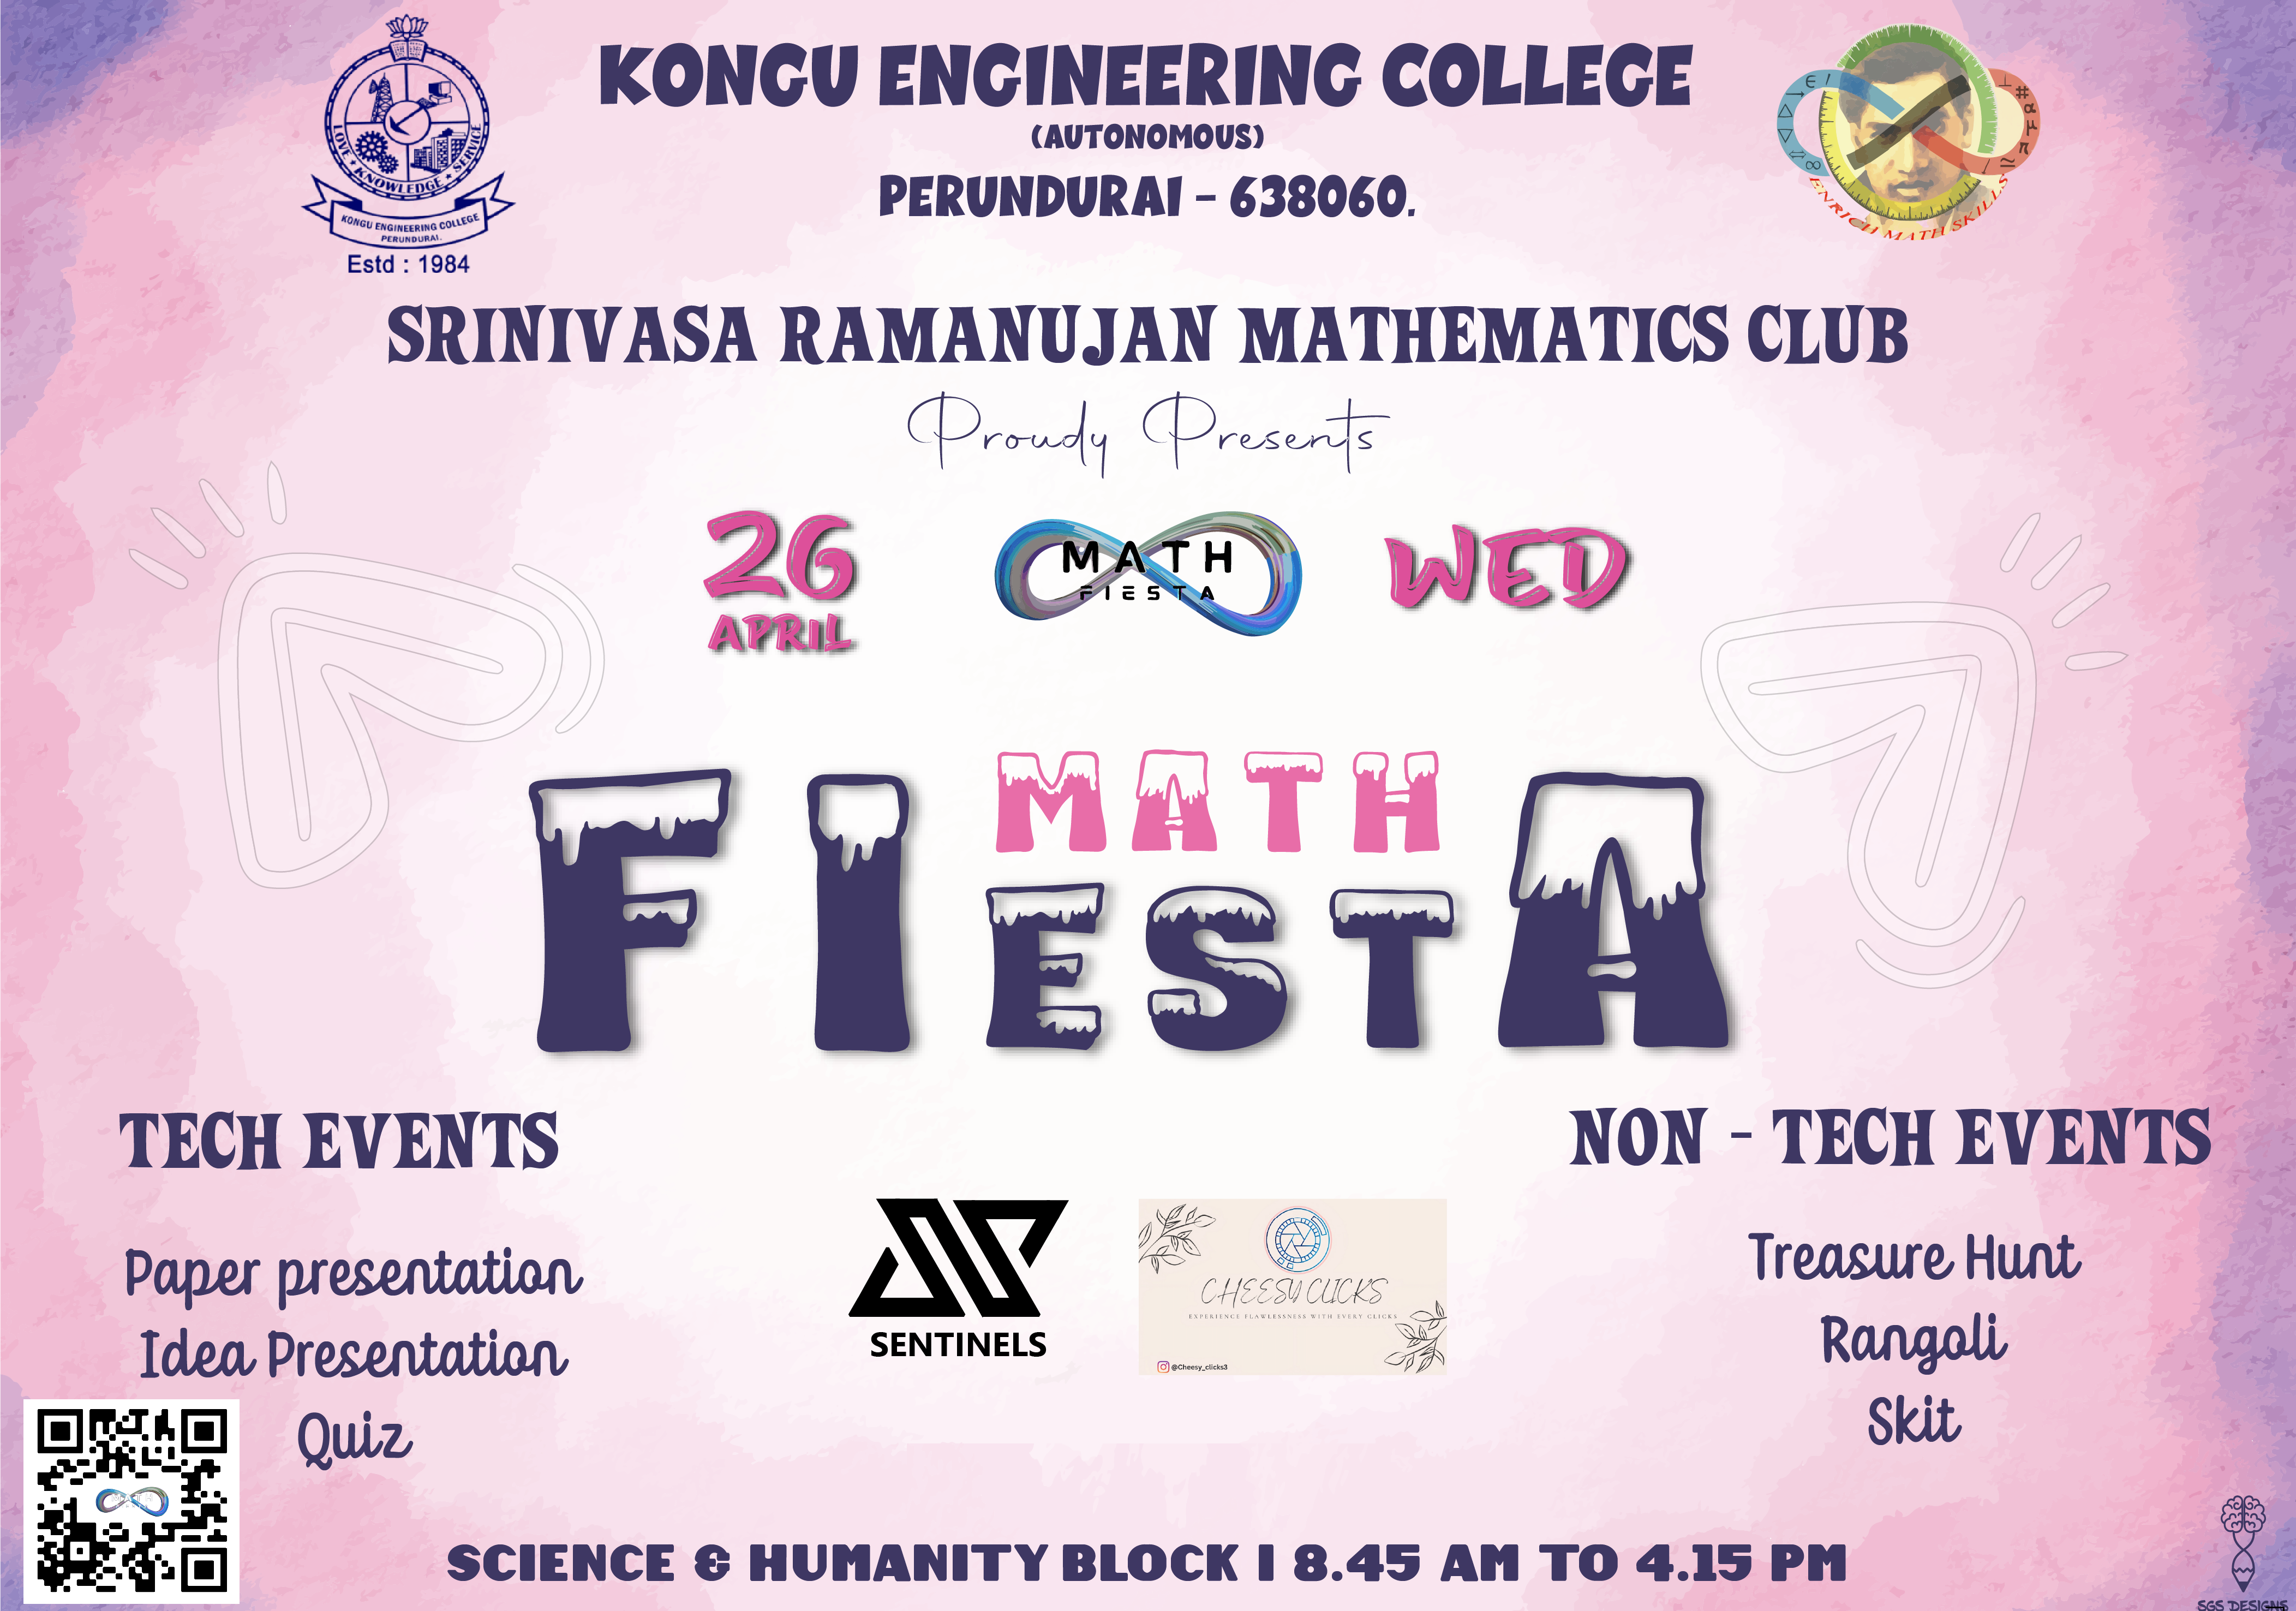 KONGU ENGINEERING COLLEGE
(AUTONOMOUS)
PERUNDURAI - 638060.
LOVE * KNOWLEDGE * SERVICE
KONGU ENGINEERING COLLEGE
PERUNDURAI.
Estd : 1984
ENRICH MATH SKILLS
SRINIVASA RAMANUJAN MATHEMATICS CLUB
Proudy Presents
26
APRIL
MATH
FIESTA
WED
MATH
FIESTA
TECH EVENTS
Paper presentation
Idea Presentation
Quiz
NON - TECH EVENTS
Treasure Hunt
Rangoli
Skit
SENTINELS
CHEESY CLICKS
EXPERIENCE FLAWLESSNESS WITH EVERY CLICKS
@Cheesy_clicks3
SCIENCE & HUMANITY BLOCK | 8.45 AM TO 4.15 PM
SGS DESIGNS